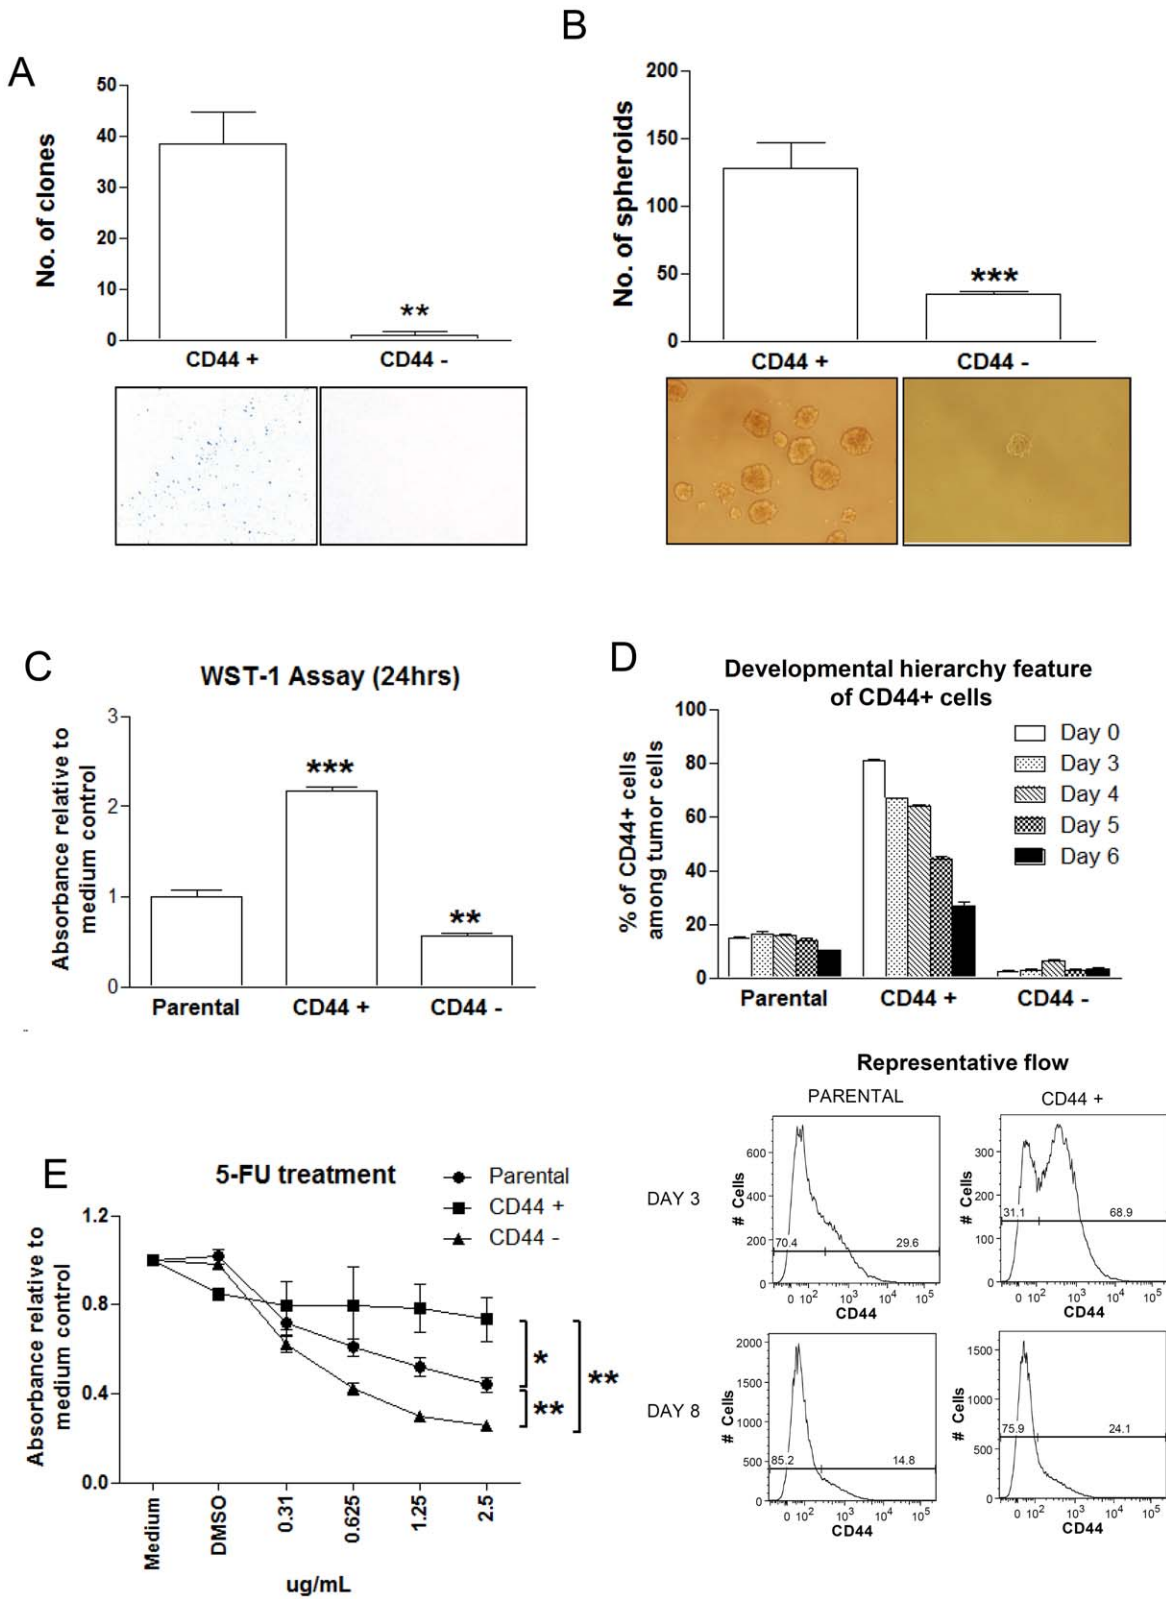 A
50
40
30
20
10
0
No. of clones
**
CD44 +
CD44 -
B
200
150
100
50
0
No. of spheroids
***
CD44 +
CD44 -
C
WST-1 Assay (24hrs)
3
2
1
0
Absorbance relative to
medium control
***
**
Parental
CD44 +
CD44 -
D
Developmental hierarchy feature
of CD44+ cells
100
80
60
40
20
0
% of CD44+ cells
among tumor cells
Day 0
Day 3
Day 4
Day 5
Day 6
Parental
CD44 +
CD44 -
Representative flow
PARENTAL
CD44 +
DAY 3
# Cells
600
400
200
0
70.4
29.6
0 10² 10³ 10⁴ 10⁵
CD44
# Cells
300
200
100
0
31.1
68.9
0 10² 10³ 10⁴ 10⁵
CD44
DAY 8
# Cells
2000
1500
1000
500
0
85.2
14.8
0 10² 10³ 10⁴ 10⁵
CD44
# Cells
1500
1000
500
0
75.9
24.1
0 10² 10³ 10⁴ 10⁵
CD44
E
5-FU treatment
Parental
CD44 +
CD44 -
1.2
0.8
0.4
0.0
Absorbance relative to
medium control
*
**
**
Medium
DMSO
0.31
0.625
1.25
2.5
ug/mL